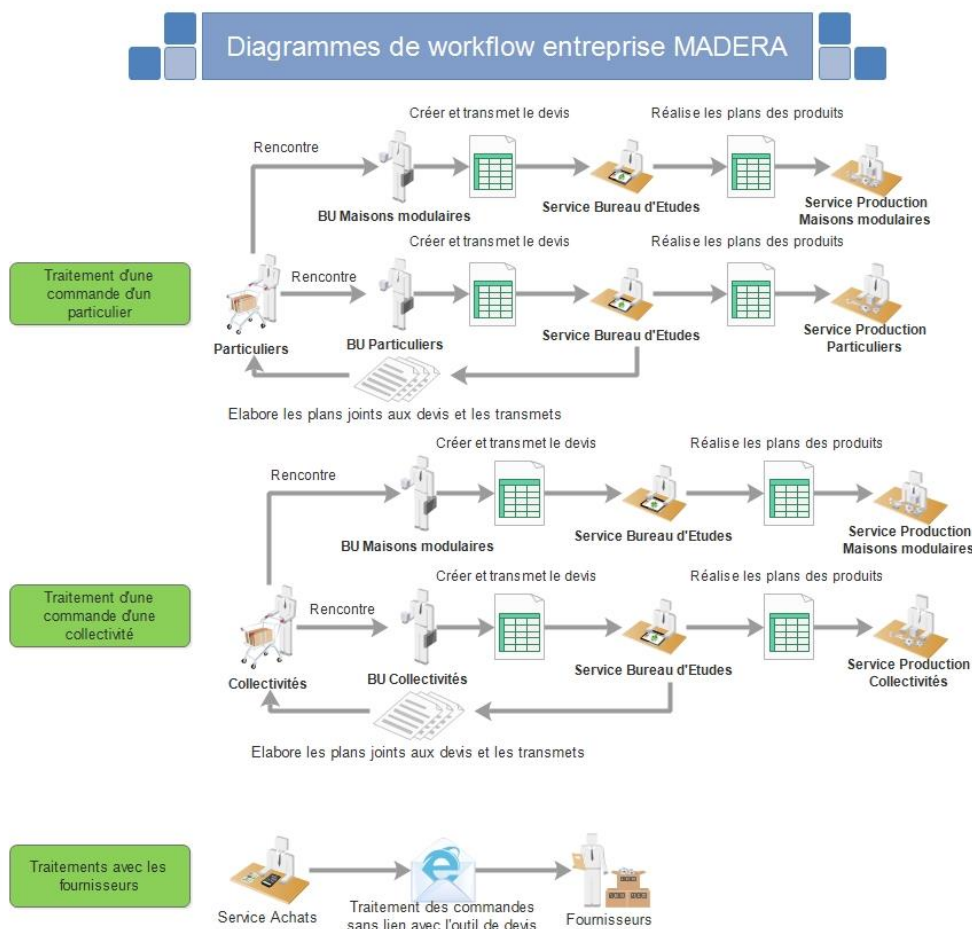 Diagrammes de workflow entreprise MADERA
Créer et transmet le devis
Réalise les plans des produits
Rencontre
BU Maisons modulaires
Service Bureau d'Etudes
Service Production
Maisons modulaires
Créer et transmet le devis
Réalise les plans des produits
Traitement d'une
commande d'un
particulier
Rencontre
Particuliers
BU Particuliers
Service Bureau d'Etudes
Service Production
Particuliers
Elabore les plans joints aux devis et les transmets
Créer et transmet le devis
Réalise les plans des produits
Rencontre
BU Maisons modulaires
Service Bureau d'Etudes
Service Production
Maisons modulaires
Créer et transmet le devis
Réalise les plans des produits
Traitement d'une
commande d'une
collectivité
Rencontre
Collectivités
BU Collectivités
Service Bureau d'Etudes
Service Production
Collectivités
Elabore les plans joints aux devis et les transmets
Traitements avec les
fournisseurs
Service Achats
Traitement des commandes
sans lien avec l'outil de devis
Fournisseurs